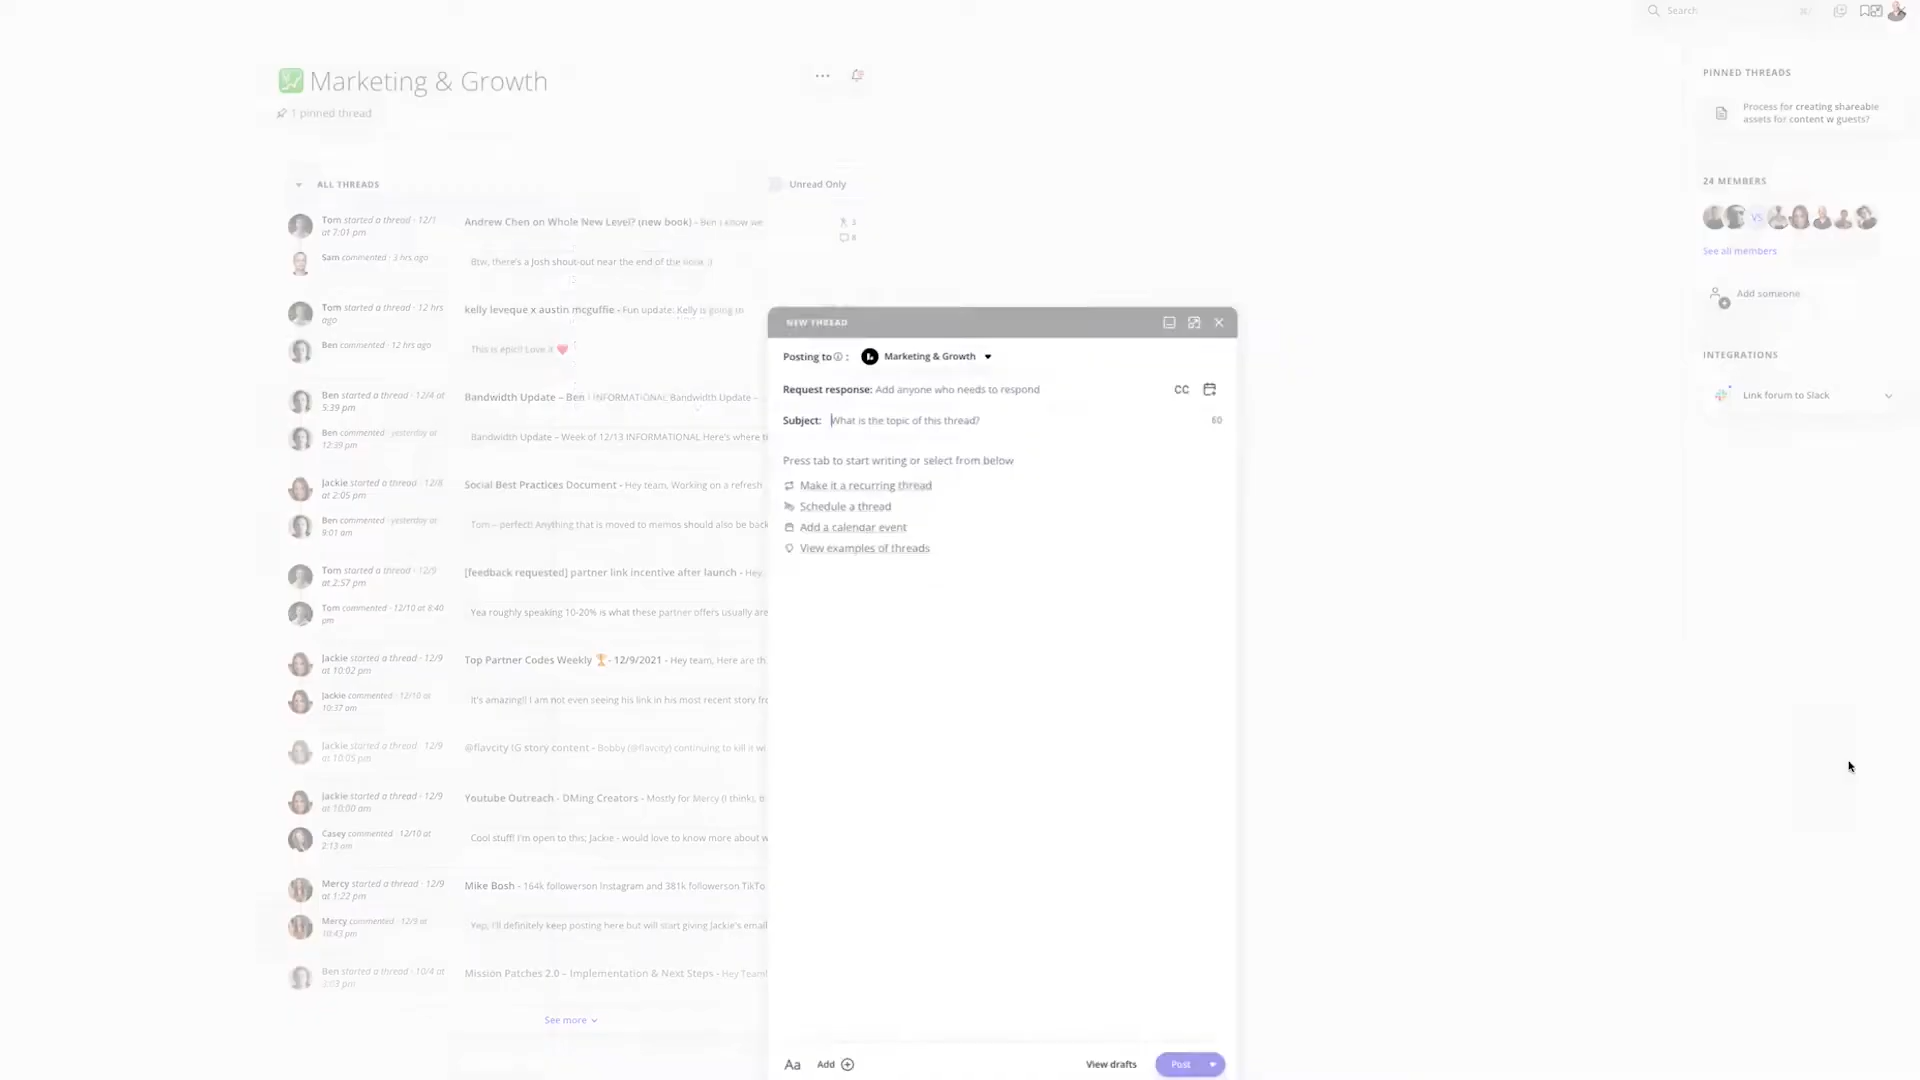 Search
Marketing & Growth
1 pinned thread
PINNED THREADS
Process for creating shareable
assets for content w guests?
24 MEMBERS
VS
See all members
Add someone
INTEGRATIONS
Link forum to Slack
ALL THREADS
Unread Only
Tom started a thread · 12/1
at 7:01 pm
Andrew Chen on Whole New Level? (new book) - Ben I know we
3
8
Sam commented · 3 hrs ago
Btw, there's a Josh shout-out near the end of the book :)
Tom started a thread · 12 hrs
ago
kelly leveque x austin mcguffie - Fun update: Kelly is going in
Ben commented · 12 hrs ago
This is epic!! Love it ❤️
Ben started a thread · 12/4 at
5:39 pm
Bandwidth Update – Ben | INFORMATIONAL Bandwidth Update –
Ben commented · yesterday at
12:39 pm
Bandwidth Update – Week of 12/13 INFORMATIONAL Here's where ti
Jackie started a thread · 12/8
at 2:05 pm
Social Best Practices Document - Hey team, Working on a refresh
Ben commented · yesterday at
9:01 am
Tom – perfect! Anything that is moved to memos should also be back
Tom started a thread · 12/9
at 2:57 pm
[feedback requested] partner link incentive after launch - Hey,
Tom commented · 12/10 at 8:40
pm
Yea roughly speaking 10-20% is what these partner offers usually are
Jackie started a thread · 12/9
at 10:02 pm
Top Partner Codes Weekly 🏆- 12/9/2021 - Hey team, Here are th
Jackie commented · 12/10 at
10:37 am
It's amazing!! I am not even seeing his link in his most recent story fr
Jackie started a thread · 12/9
at 10:05 pm
@flavcity IG story content - Bobby (@flavcity) continuing to kill it wi
Jackie started a thread · 12/9
at 10:00 am
Youtube Outreach - DMing Creators - Mostly for Mercy (I think),
Casey commented · 12/10 at
2:13 am
Cool stuff! I'm open to this; Jackie - would love to know more about w
Mercy started a thread · 12/9
at 1:22 pm
Mike Bosh - 164k followerson Instagram and 381k followerson TikTo
Mercy commented · 12/9 at
10:43 pm
Yep, I'll definitely keep posting here but will start giving Jackie's email
Ben started a thread · 10/4 at
3:03 pm
Mission Patches 2.0 – Implementation & Next Steps - Hey Team!
See more
NEW THREAD
Posting to :
Marketing & Growth
Request response: Add anyone who needs to respond
CC
Subject: What is the topic of this thread?
60
Press tab to start writing or select from below
Make it a recurring thread
Schedule a thread
Add a calendar event
View examples of threads
Aa
Add
View drafts
Post